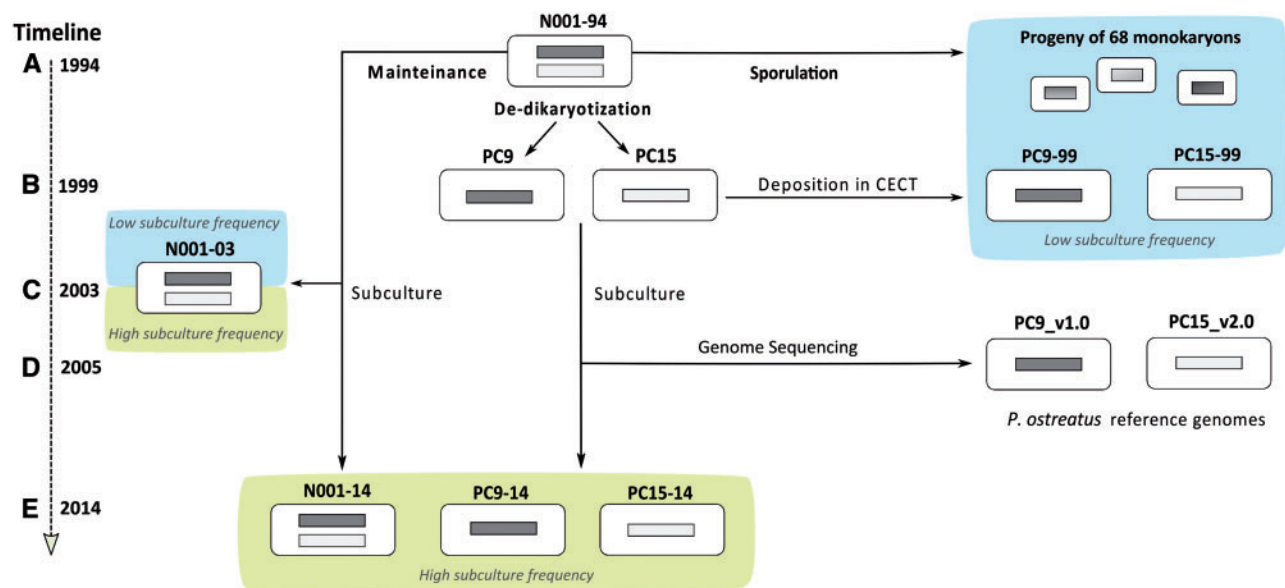 Timeline
A 1994
B 1999
C 2003
D 2005
E 2014
N001-94
Mainteinance
Sporulation
De-dikaryotization
PC9
PC15
Deposition in CECT
Progeny of 68 monokaryons
PC9-99
PC15-99
Low subculture frequency
Low subculture frequency
N001-03
High subculture frequency
Subculture
Subculture
Genome Sequencing
PC9_v1.0
PC15_v2.0
P. ostreatus reference genomes
N001-14
PC9-14
PC15-14
High subculture frequency